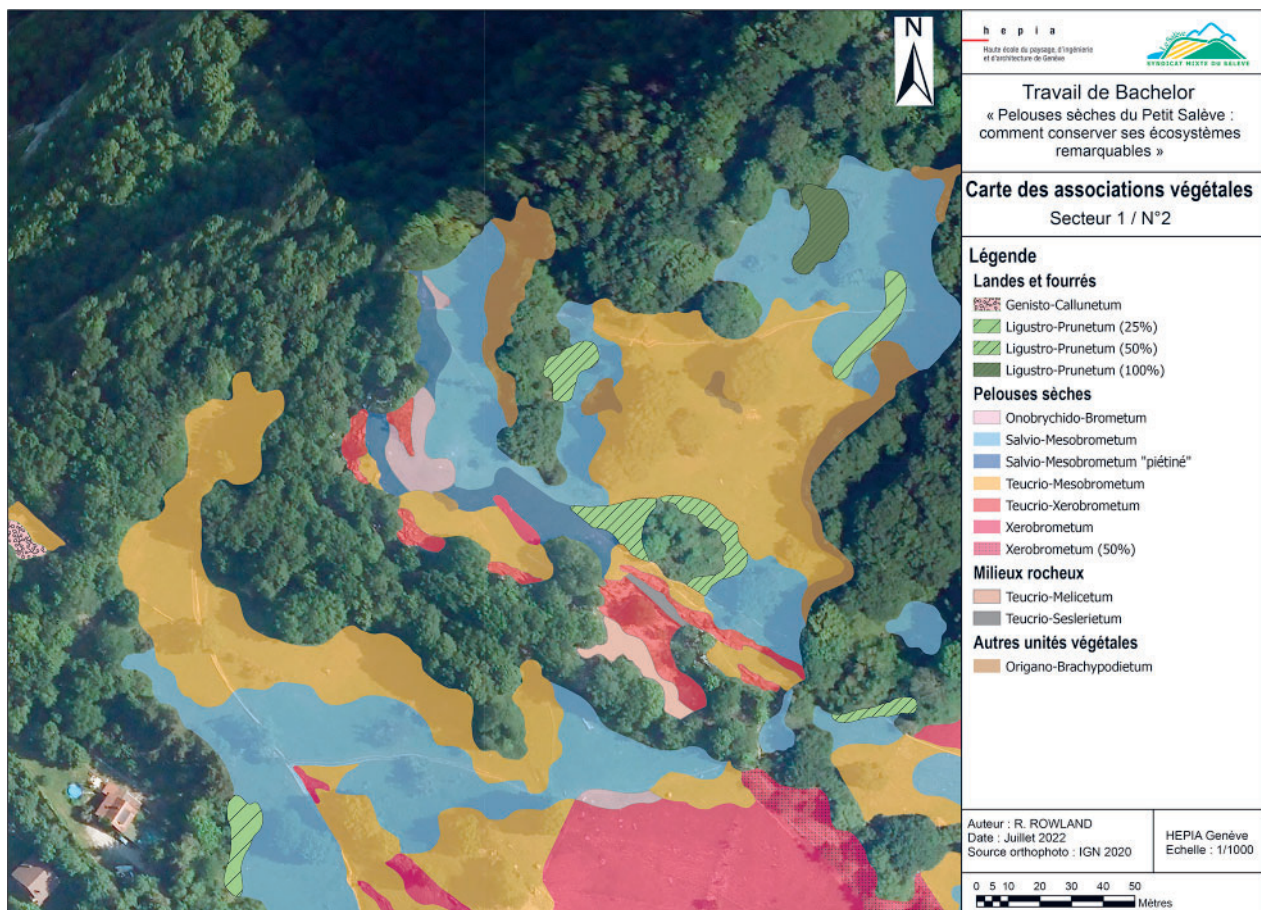 N
h e p i a
Haute école du paysage, d'ingénierie
et d'architecture de Genève
Le Salève
SYNDICAT MIXTE DU SALÈVE
Travail de Bachelor
« Pelouses sèches du Petit Salève :
comment conserver ses écosystèmes
remarquables »
Carte des associations végétales
Secteur 1 / N°2
Légende
Landes et fourrés
Genisto-Callunetum
Ligustro-Prunetum (25%)
Ligustro-Prunetum (50%)
Ligustro-Prunetum (100%)
Pelouses sèches
Onobrychido-Brometum
Salvio-Mesobrometum
Salvio-Mesobrometum "piétiné"
Teucrio-Mesobrometum
Teucrio-Xerobrometum
Xerobrometum
Xerobrometum (50%)
Milieux rocheux
Teucrio-Melicetum
Teucrio-Seslerietum
Autres unités végétales
Origano-Brachypodietum
Auteur : R. ROWLAND
Date : Juillet 2022
Source orthophoto : IGN 2020
HEPIA Genève
Echelle : 1/1000
0 5 10 20 30 40 50
Mètres